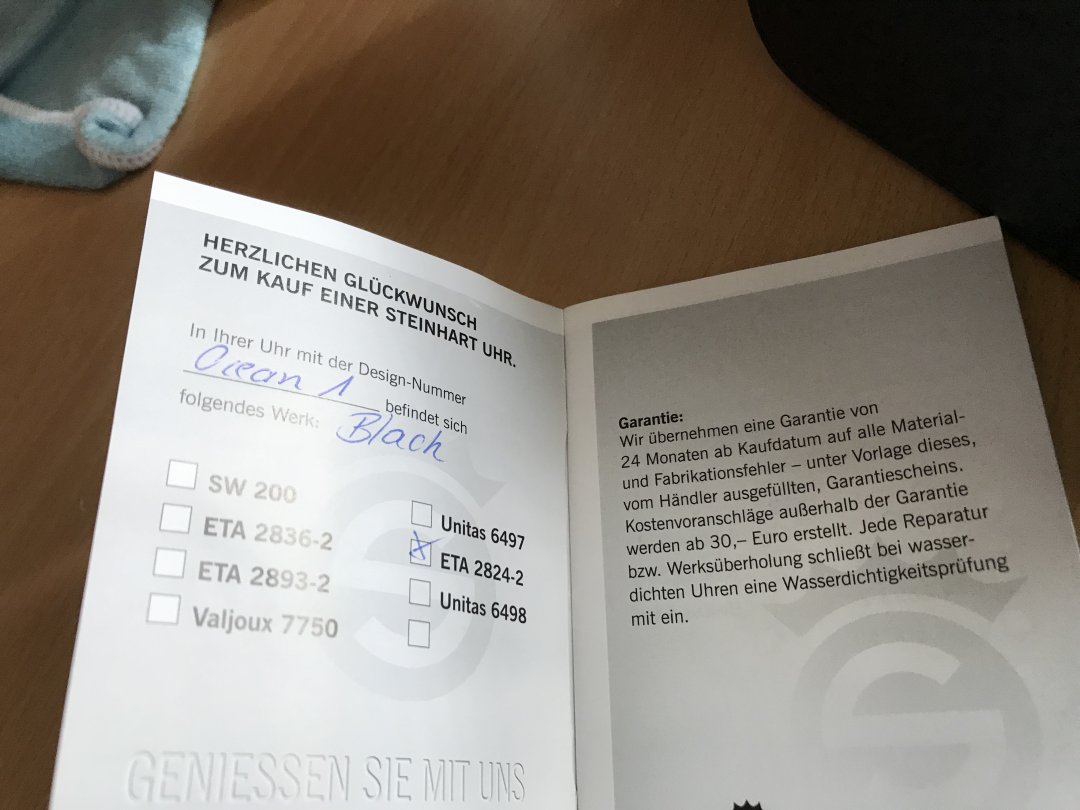 HERZLICHEN GLÜCKWUNSCH
ZUM KAUF EINER STEINHART UHR.
In Ihrer Uhr mit der Design-Nummer
Ocean 1 befindet sich
folgendes Werk: Blach
SW 200
ETA 2836-2
ETA 2893-2
Valjoux 7750
Unitas 6497
ETA 2824-2
Unitas 6498
GENIESSEN SIE MIT UNS
Garantie:
Wir übernehmen eine Garantie von
24 Monaten ab Kaufdatum auf alle Material-
und Fabrikationsfehler – unter Vorlage dieses,
vom Händler ausgefüllten, Garantiescheins.
Kostenvoranschläge außerhalb der Garantie
werden ab 30,– Euro erstellt. Jede Reparatur
bzw. Werksüberholung schließt bei wasser-
dichten Uhren eine Wasserdichtigkeitsprüfung
mit ein.